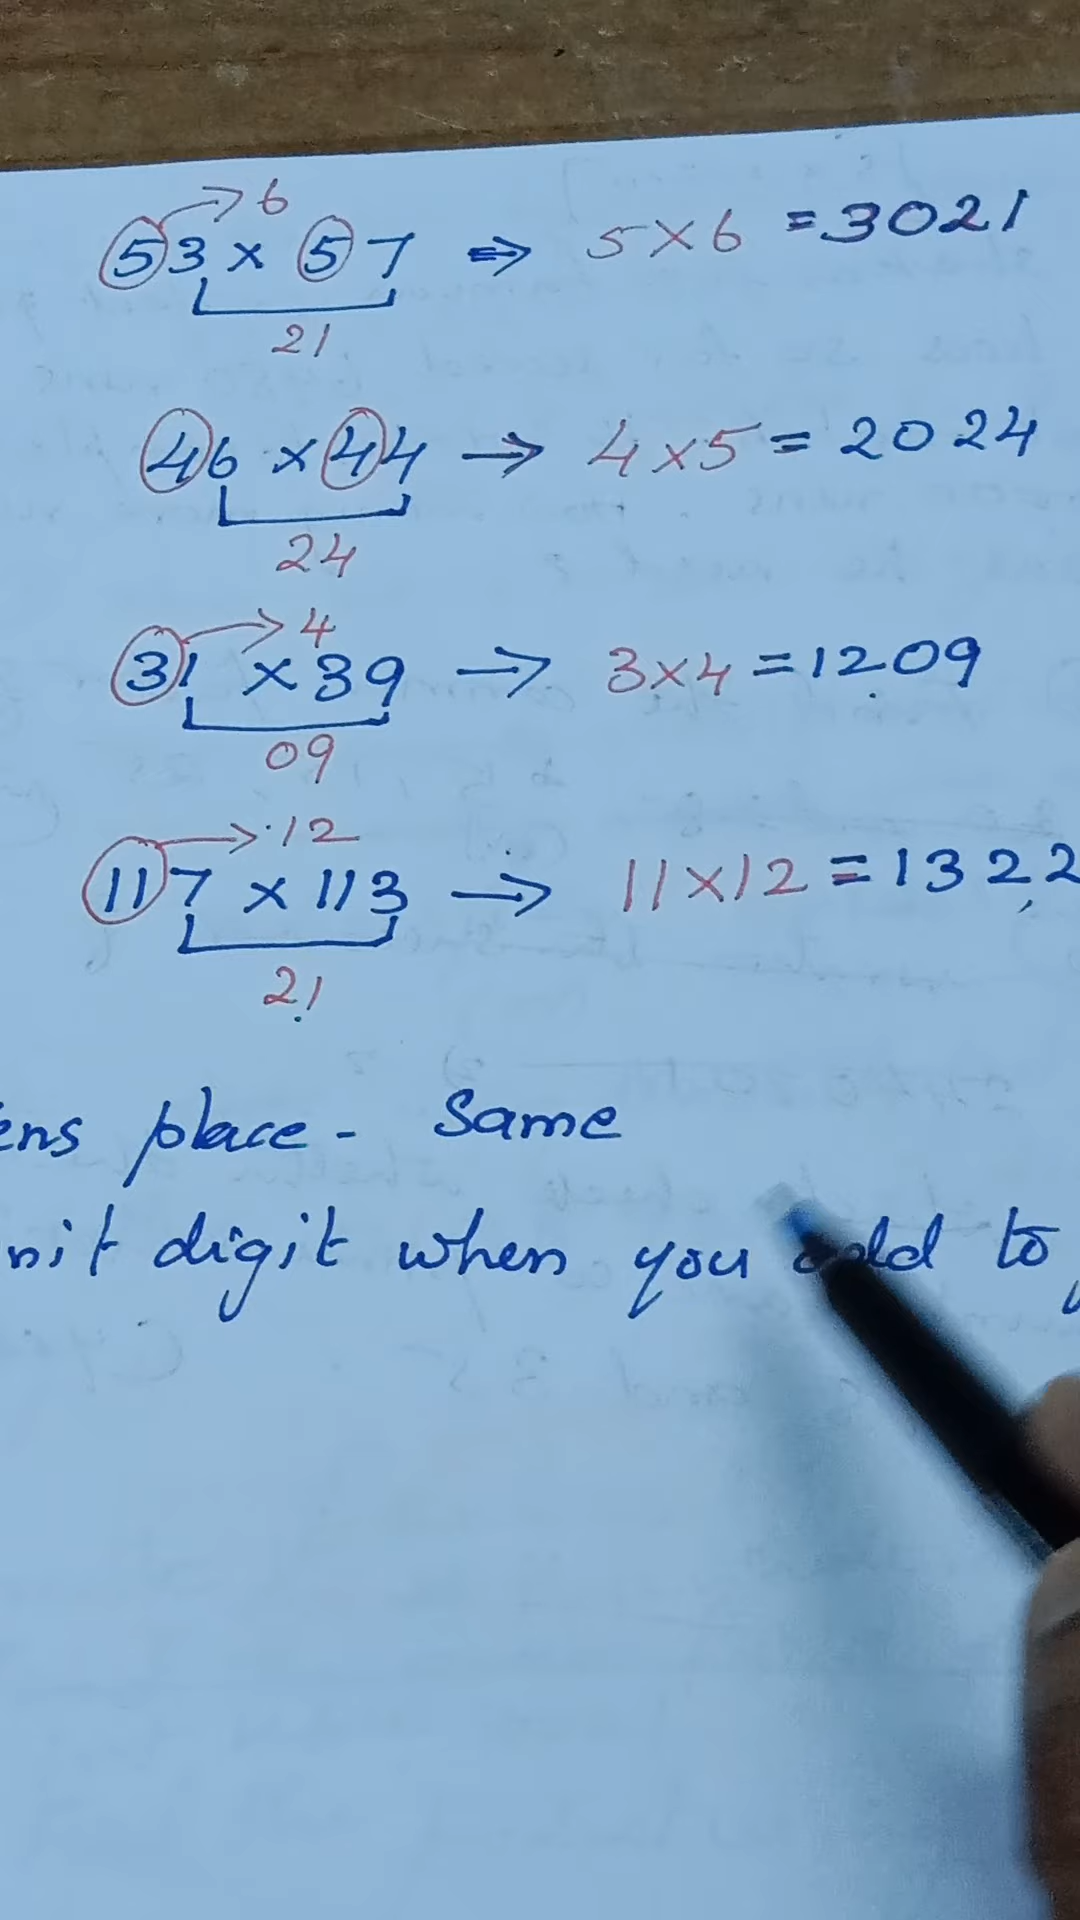 6
53 × 57 ⇒ 5×6 = 3021
21
46 × 44 → 4×5 = 2024
24
4
31 × 39 → 3×4 = 1209
09
12
117 × 113 → 11×12 = 1322
21
ens place - Same
nit digit when you add to